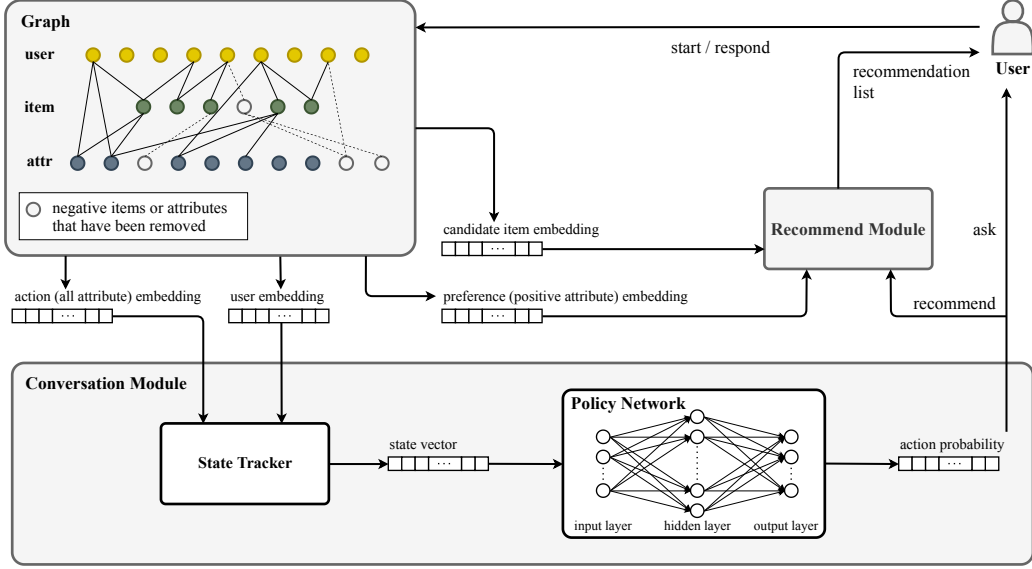 Graph
user
item
attr
negative items or attributes
that have been removed
start / respond
User
recommendation
list
candidate item embedding
...
Recommend Module
ask
action (all attribute) embedding
...
user embedding
...
preference (positive attribute) embedding
...
recommend
Conversation Module
State Tracker
state vector
...
Policy Network
input layer
hidden layer
output layer
action probability
...